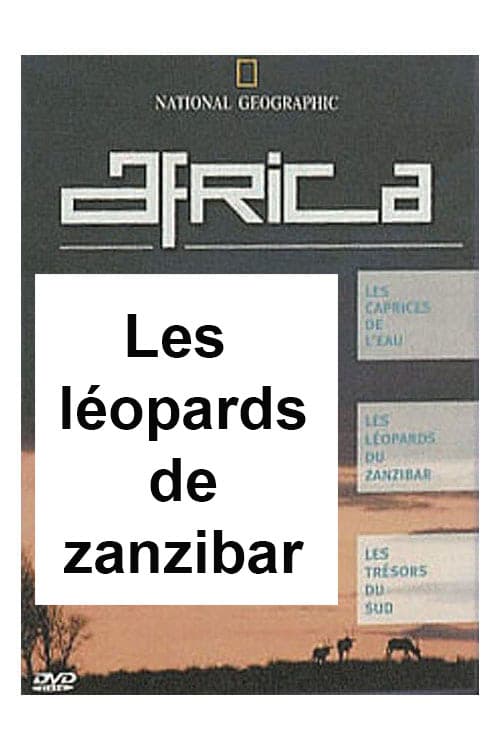 NATIONAL GEOGRAPHIC
africa
Les
léopards
de
zanzibar
LES
CAPRICES
DE
L'EAU
LES
LÉOPARDS
DU
ZANZIBAR
LES
TRÉSORS
DU
SUD
DVD
VIDEO